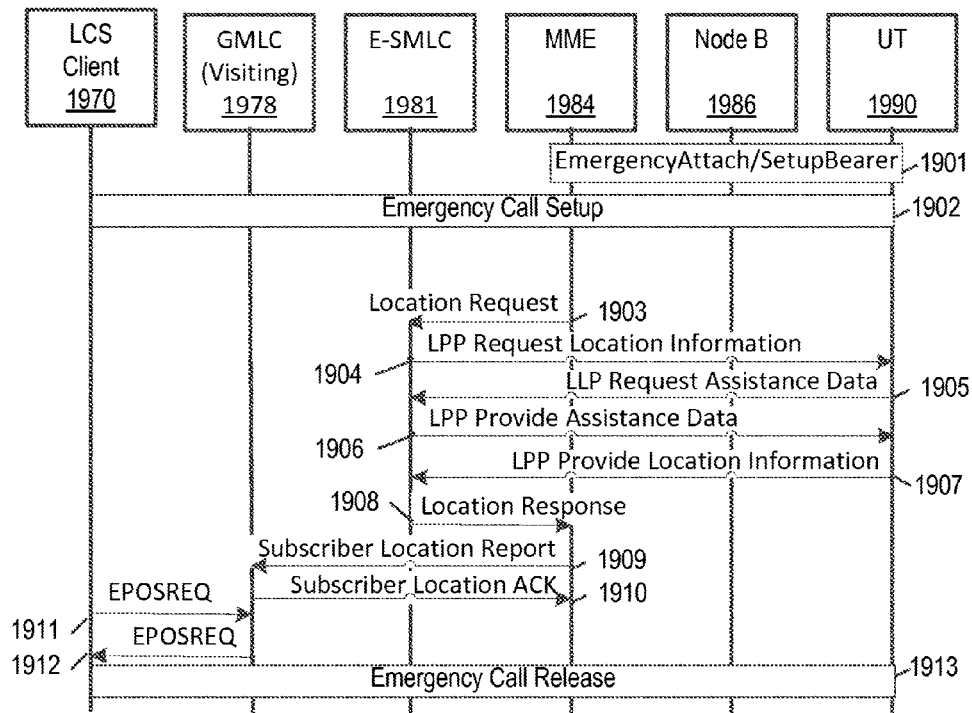 LCS
Client
1970
GMLC
(Visiting)
1978
E-SMLC
1981
MME
1984
Node B
1986
UT
1990
EmergencyAttach/SetupBearer
1901
Emergency Call Setup
1902
Location Request
1903
LPP Request Location Information
1904
LLP Request Assistance Data
1905
LPP Provide Assistance Data
1906
LPP Provide Location Information
1907
1908
Location Response
Subscriber Location Report
1909
Subscriber Location ACK
1910
EPOSREQ
1911
EPOSREQ
1912
Emergency Call Release
1913